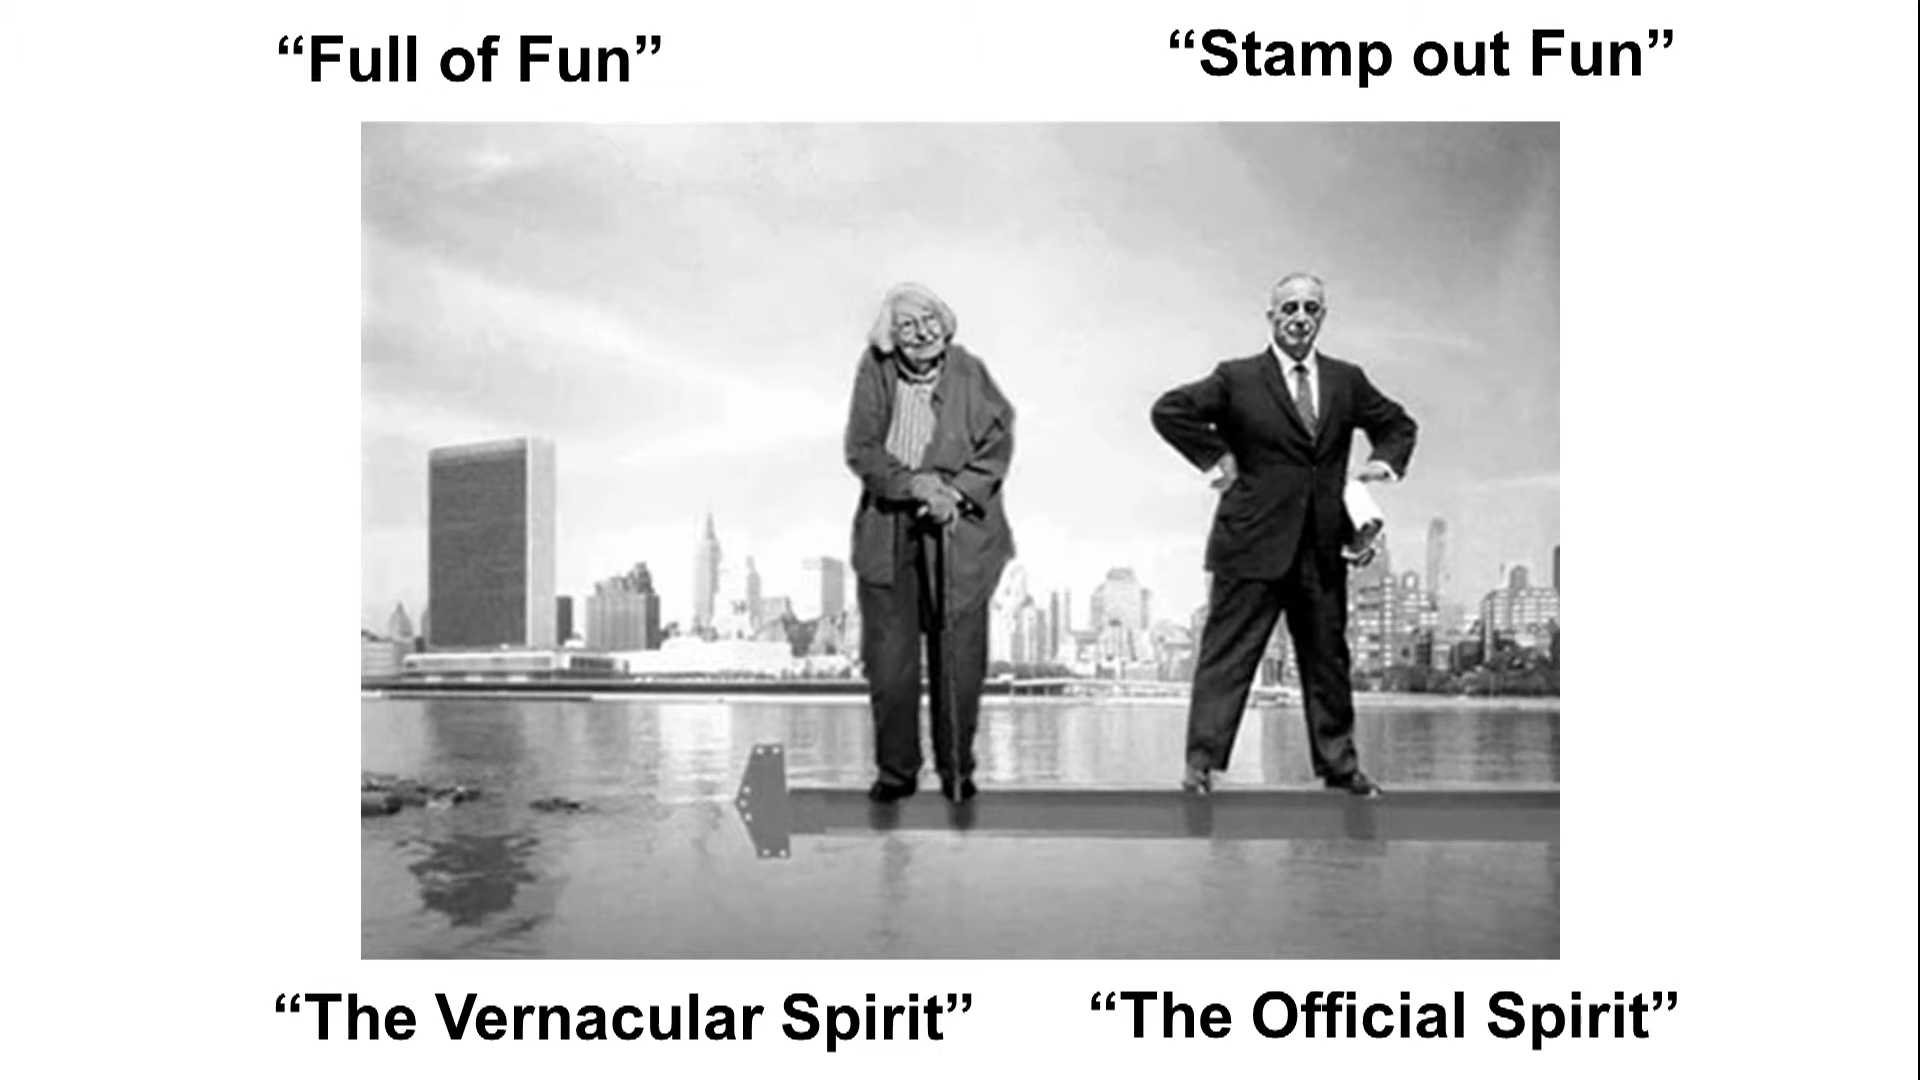 “Full of Fun”
“Stamp out Fun”
“The Vernacular Spirit”
“The Official Spirit”